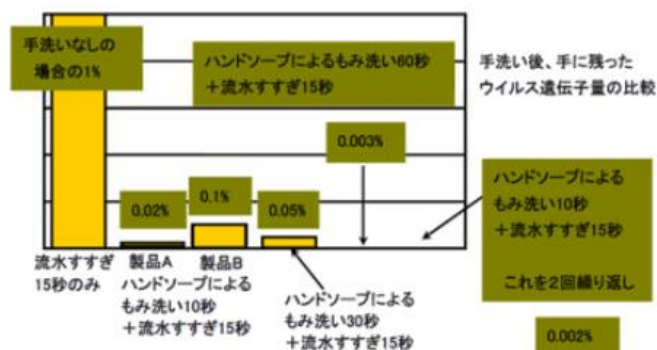 手洗いなしの
場合の1%
ハンドソープによるもみ洗い60秒
＋流水すすぎ15秒
手洗い後、手に残った
ウイルス遺伝子量の比較
0.003%
0.02%
0.1%
0.05%
ハンドソープによる
もみ洗い10秒
＋流水すすぎ15秒
これを2回繰り返し
0.002%
流水すすぎ
15秒のみ
製品A
製品B
ハンドソープによる
もみ洗い10秒
＋流水すすぎ15秒
ハンドソープによる
もみ洗い30秒
＋流水すすぎ15秒